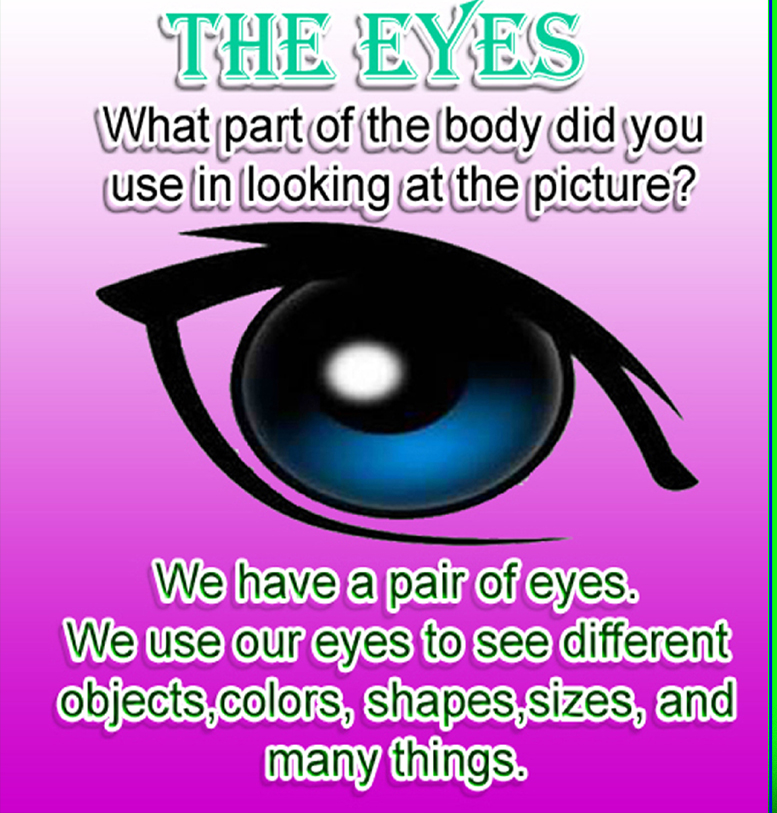 THE EYES
What part of the body did you
use in looking at the picture?
We have a pair of eyes.
We use our eyes to see different
objects,colors, shapes,sizes, and
many things.